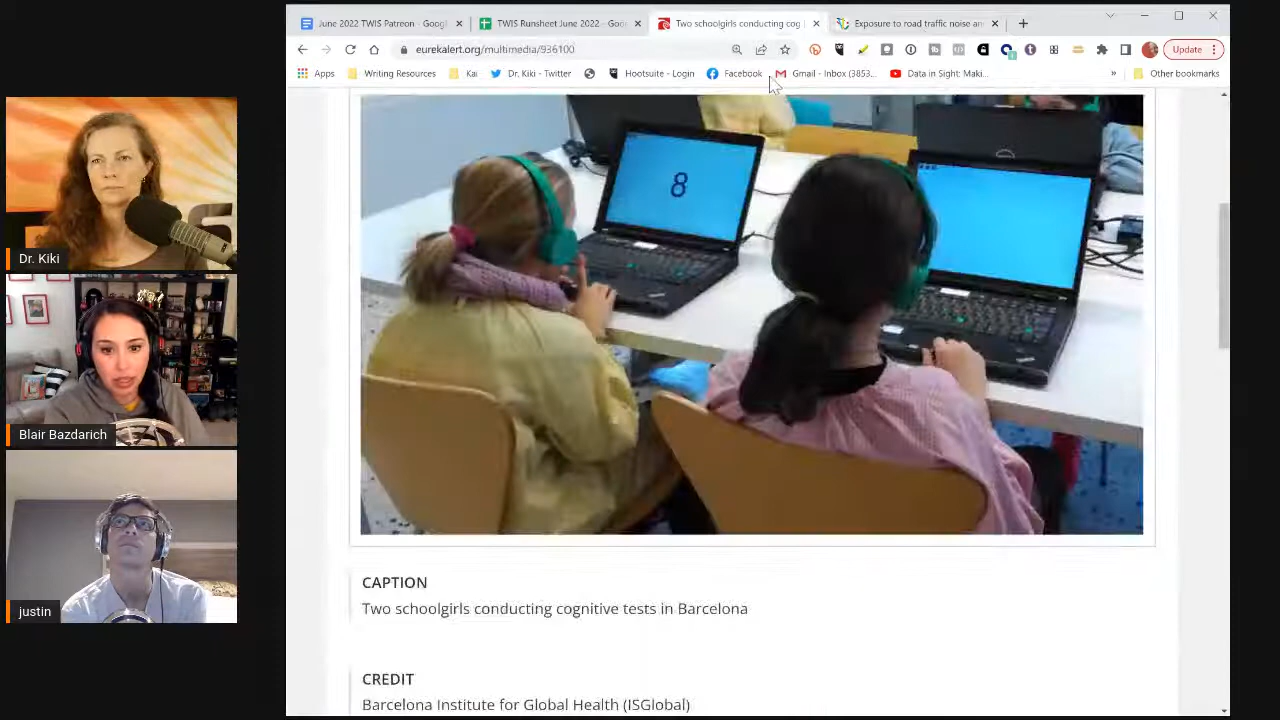 June 2022 TWIS Patreon - Googl
TWIS Runsheet June 2022 - Goo
Two schoolgirls conducting cog
Exposure to road traffic noise an
eurekalert.org/multimedia/936100
Update
Apps
Writing Resources
Kai
Dr. Kiki - Twitter
Hootsuite - Login
Facebook
Gmail - Inbox (3853...
Data in Sight: Maki...
»
Other bookmarks
8
Dr. Kiki
Blair Bazdarich
justin
CAPTION
Two schoolgirls conducting cognitive tests in Barcelona
CREDIT
Barcelona Institute for Global Health (ISGlobal)